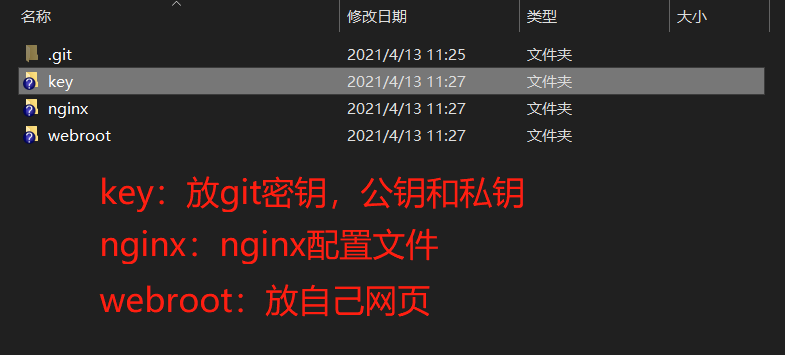 名称 修改日期 类型 大小
.git 2021/4/13 11:25 文件夹
key 2021/4/13 11:27 文件夹
nginx 2021/4/13 11:27 文件夹
webroot 2021/4/13 11:27 文件夹
key：放git密钥，公钥和私钥
nginx：nginx配置文件
webroot：放自己网页